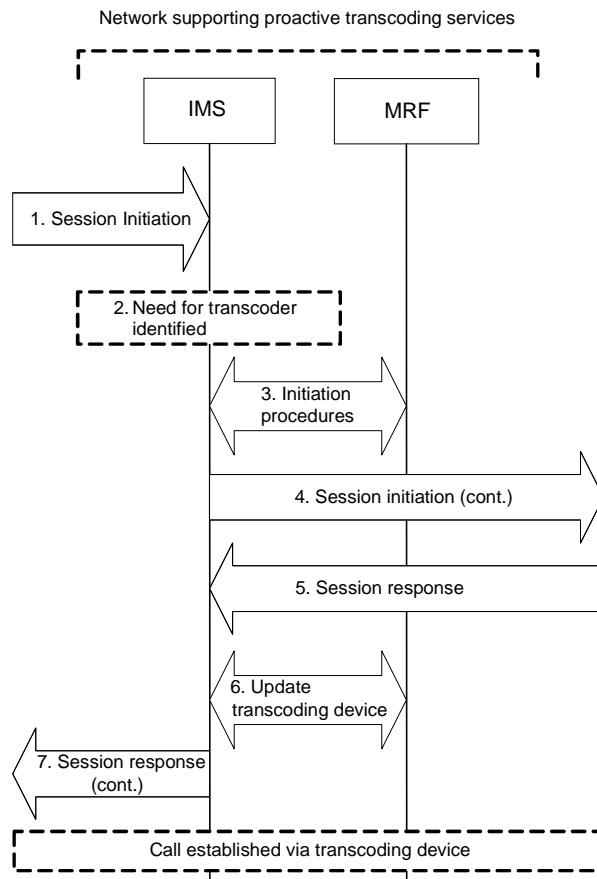 Network supporting proactive transcoding services
IMS
MRF
1. Session Initiation
2. Need for transcoder
identified
3. Initiation
procedures
4. Session initiation (cont.)
5. Session response
6. Update
transcoding device
7. Session response
(cont.)
Call established via transcoding device